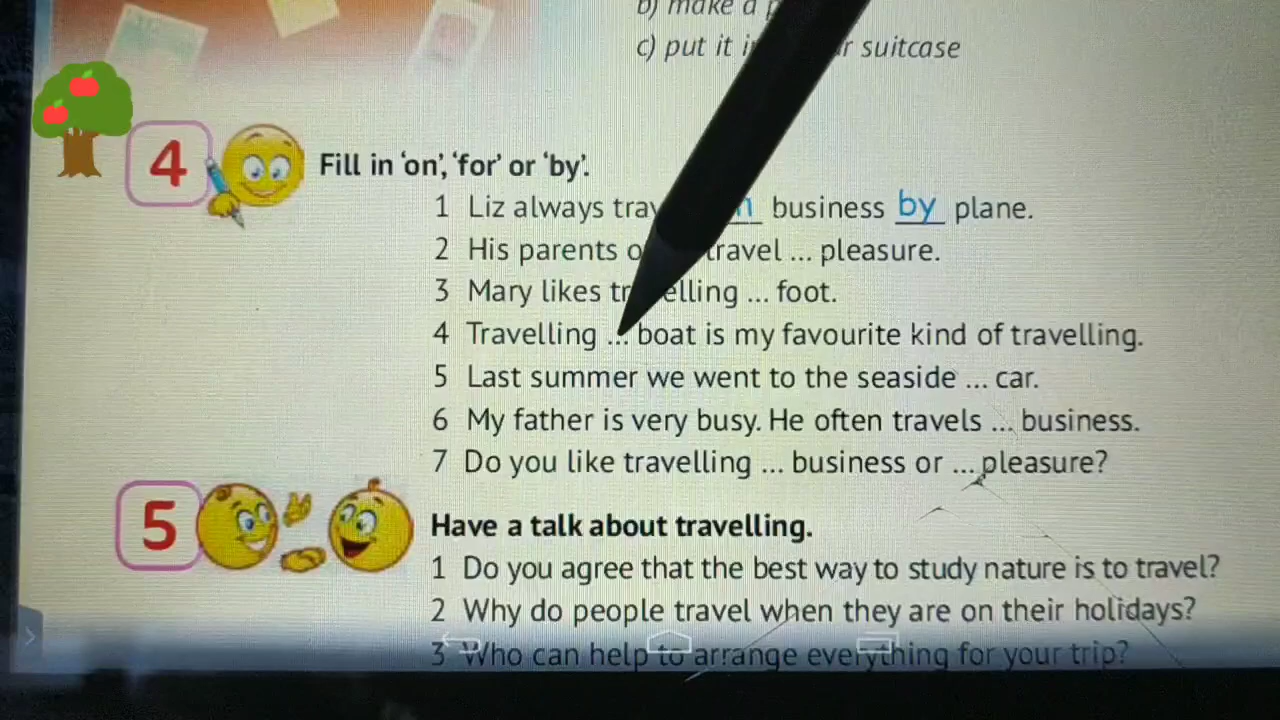 b) make a
c) put it suitcase
4 Fill in 'on', 'for' or 'by'.
1 Liz always business by plane.
2 His parents travel ... pleasure.
3 Mary likes travelling ... foot.
4 Travelling ... boat is my favourite kind of travelling.
5 Last summer we went to the seaside ... car.
6 My father is very busy. He often travels ... business.
7 Do you like travelling ... business or ... pleasure?
5 Have a talk about travelling.
1 Do you agree that the best way to study nature is to travel?
2 Why do people travel when they are on their holidays?
3 Who can help to arrange everything for your trip?